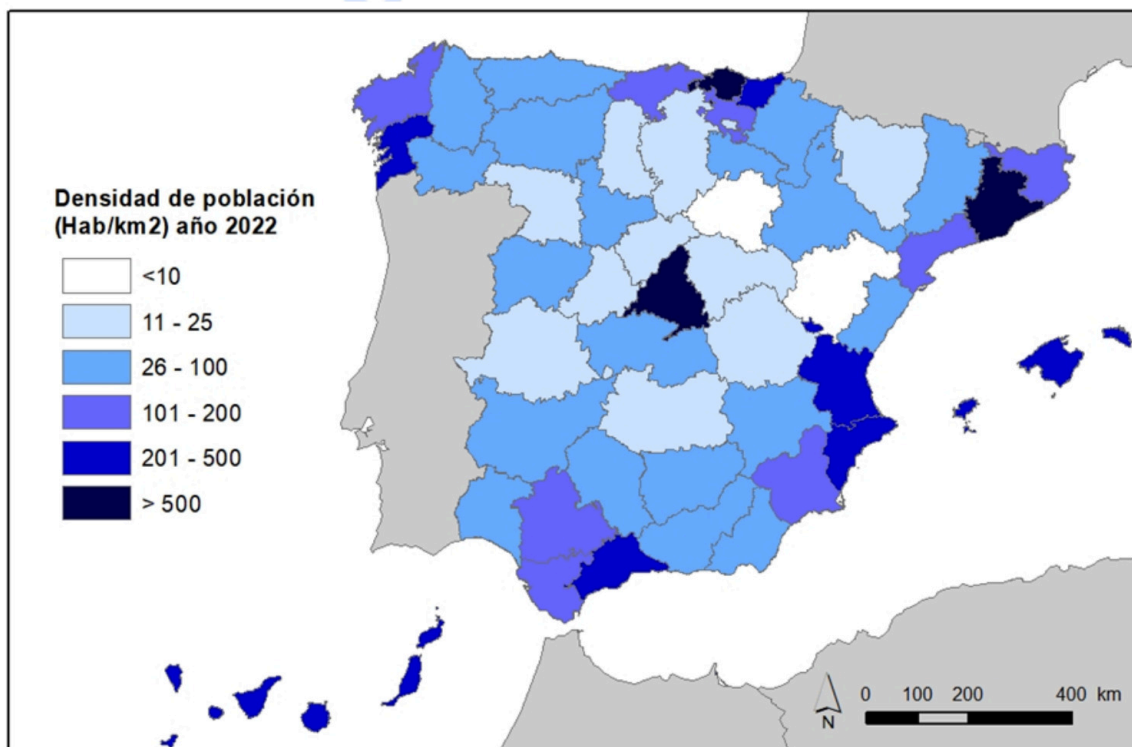 Densidad de población
(Hab/km2) año 2022
<10
11 - 25
26 - 100
101 - 200
201 - 500
> 500
N
0 100 200 400 km